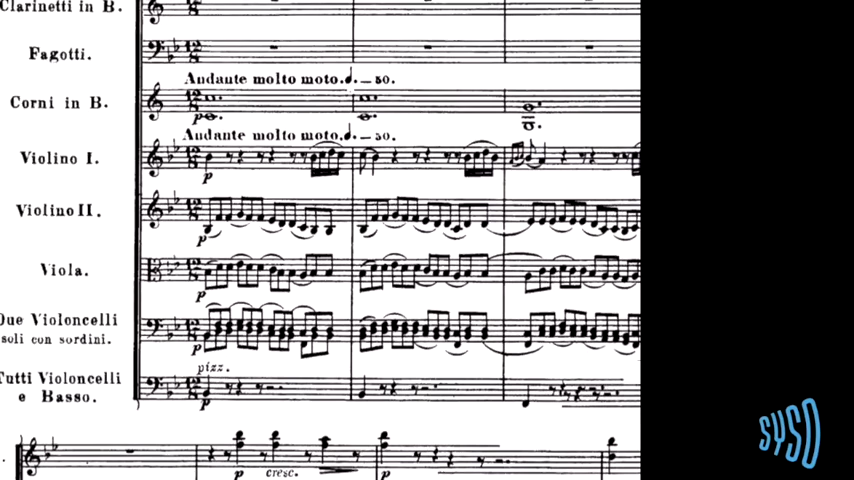 Clarinetti in B.
Fagotti.
Andante molto moto. ♩. = 50.
Corni in B.
p
Andante molto moto. ♩. = 50.
Violino I.
p
Violino II.
p
Viola.
p
Due Violoncelli
soli con sordini.
p
pizz.
Tutti Violoncelli
e Basso.
p
p cresc. p
SYSO